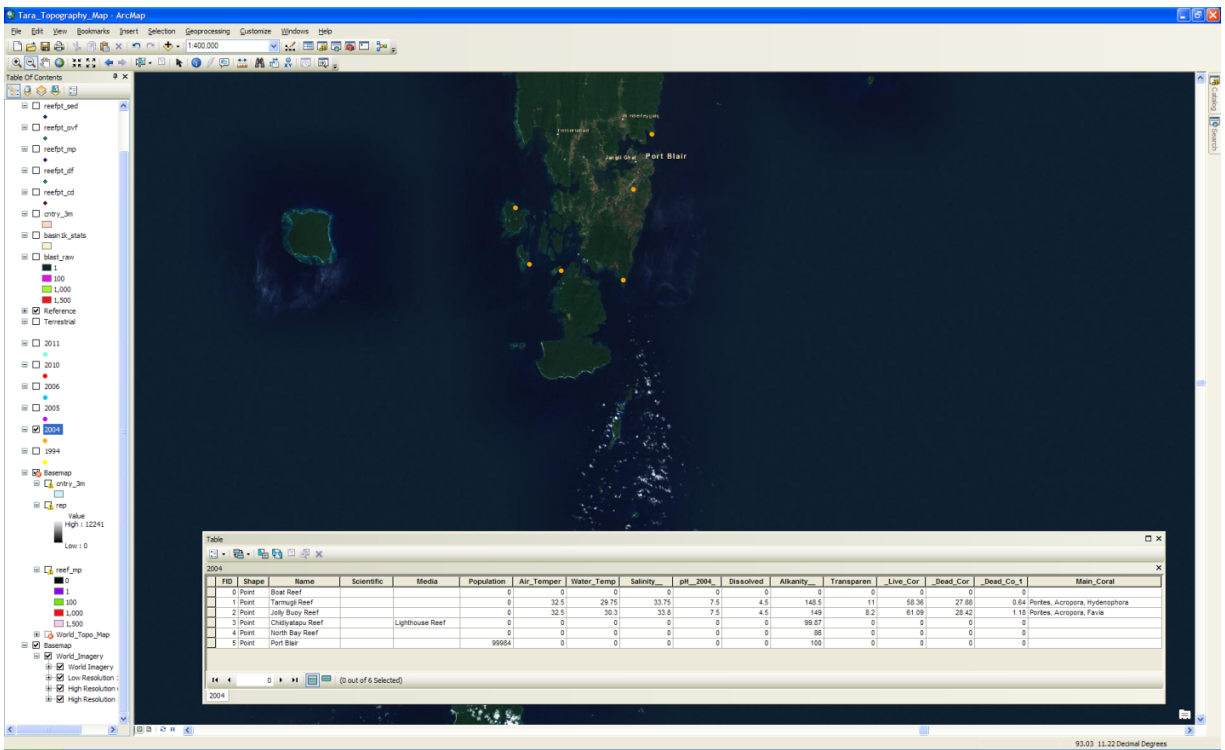 Tara_Topography_Map - ArcMap
File Edit View Bookmarks Insert Selection Geoprocessing Customize Windows Help
1:400,000
Table Of Contents
reefpt_sed
reefpt_ovf
reefpt_mp
reefpt_df
reefpt_cd
cntry_3m
basin1k_stats
blast_raw
1
100
1,000
1,500
Reference
Terrestrial
2011
2010
2006
2005
2004
1994
Basemap
cntry_3m
rep
Value
High : 12241
Low : 0
reef_mp
0
1
100
1,000
1,500
World_Topo_Map
Basemap
World_Imagery
World Imagery
Low Resolution
High Resolution
High Resolution
Port Blair
Catalog
Search
Table
2004
FID Shape Name Scientific Media Population Air_Temper Water_Temp Salinity__ pH__2004_ Dissolved Alkanity__ Transparen _Live_Cor _Dead_Cor _Dead_Co_1 Main_Coral
0 Point Boat Reef 0 0 0 0 0 0 0 0 0 0 0
1 Point Tarmugli Reef 0 32.5 29.75 33.75 7.5 4.5 148.5 11 58.36 27.88 0.64 Porites, Acropora, Hydenophora
2 Point Jolly Buoy Reef 0 32.5 30.3 33.8 7.5 4.5 149 8.2 61.09 28.42 1.18 Porites, Acropora, Favia
3 Point Chidiyatapu Reef Lighthouse Reef 0 0 0 0 0 0 99.87 0 0 0 0
4 Point North Bay Reef 0 0 0 0 0 0 86 0 0 0 0
5 Point Port Blair 99984 0 0 0 0 0 100 0 0 0 0
0 (0 out of 6 Selected)
2004
93.03 11.22 Decimal Degrees